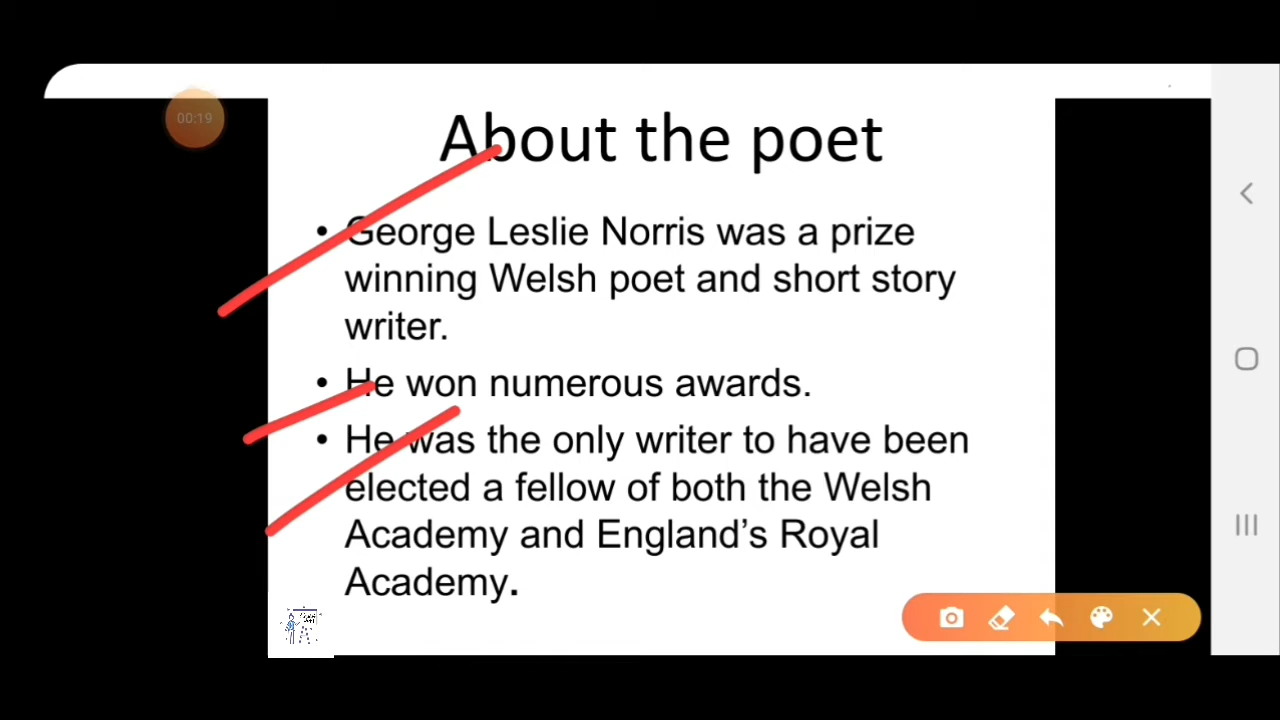 00:19
About the poet
• George Leslie Norris was a prize
winning Welsh poet and short story
writer.
• He won numerous awards.
• He was the only writer to have been
elected a fellow of both the Welsh
Academy and England’s Royal
Academy.